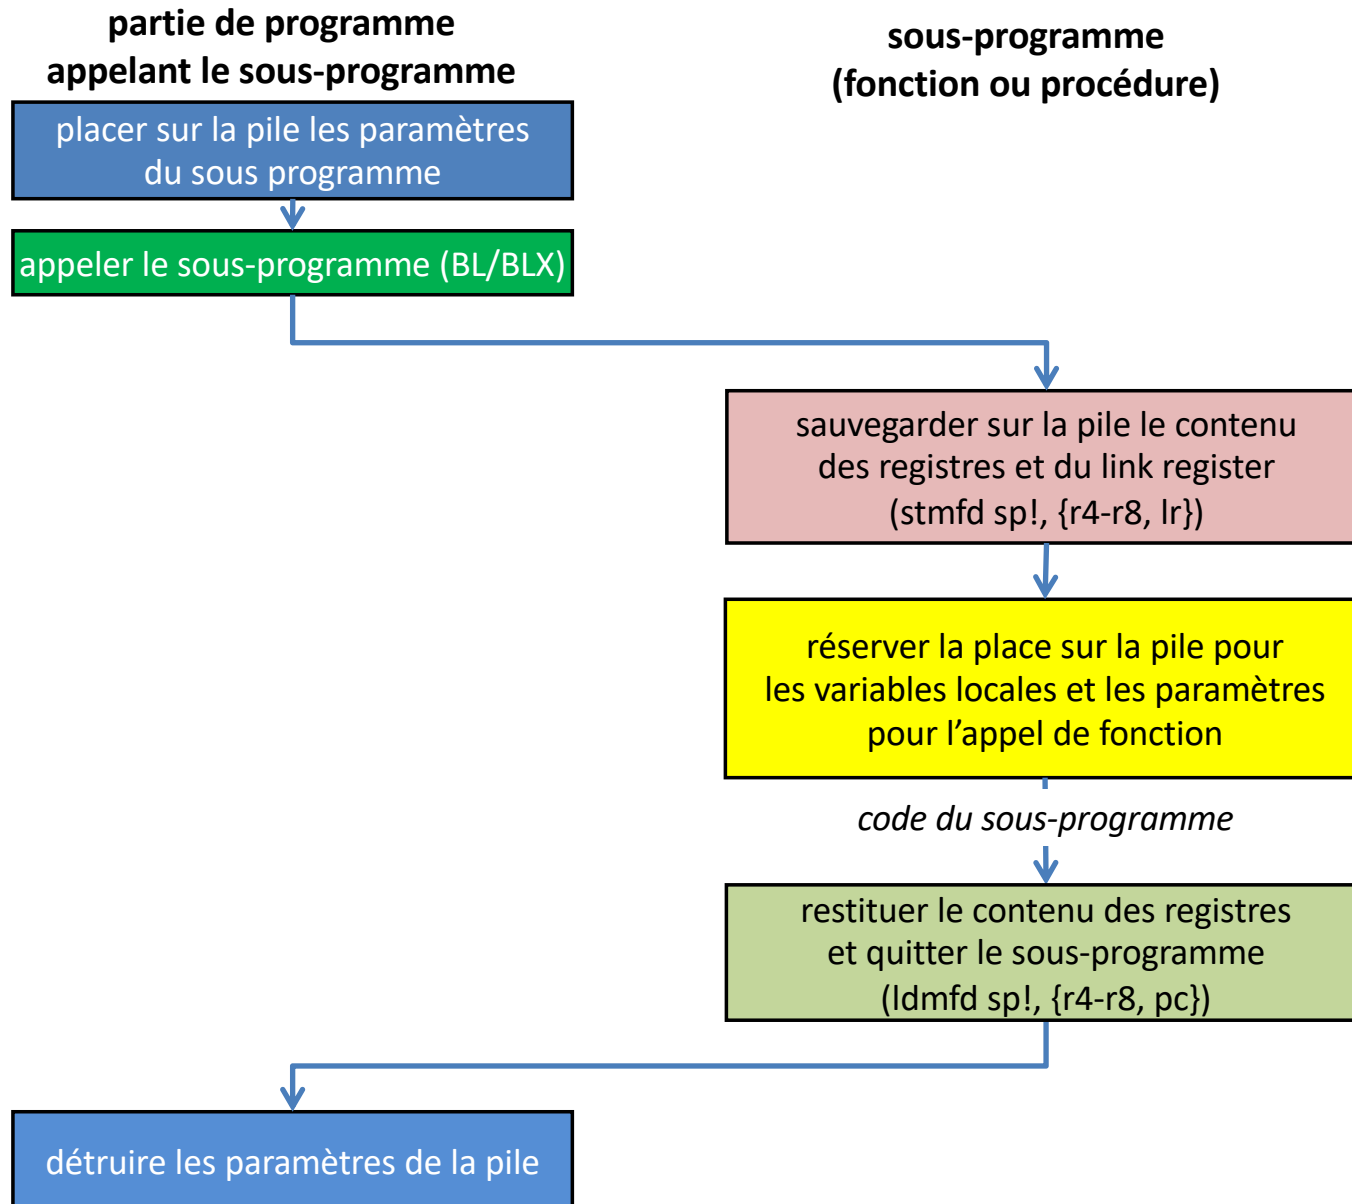 partie de programme
appelant le sous-programme
sous-programme
(fonction ou procédure)
placer sur la pile les paramètres
du sous programme
appeler le sous-programme (BL/BLX)
sauvegarder sur la pile le contenu
des registres et du link register
(stmfd sp!, {r4-r8, lr})
réserver la place sur la pile pour
les variables locales et les paramètres
pour l’appel de fonction
code du sous-programme
restituer le contenu des registres
et quitter le sous-programme
(ldmfd sp!, {r4-r8, pc})
détruire les paramètres de la pile